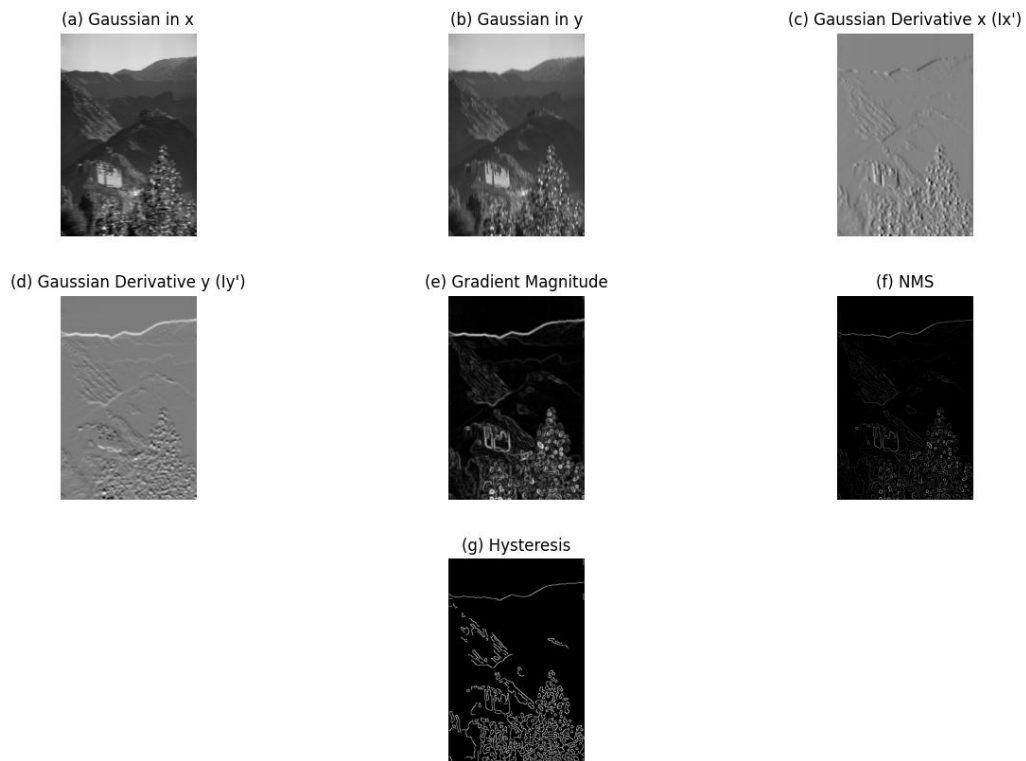 (a) Gaussian in x
(b) Gaussian in y
(c) Gaussian Derivative x (Ix')
(d) Gaussian Derivative y (Iy')
(e) Gradient Magnitude
(f) NMS
(g) Hysteresis